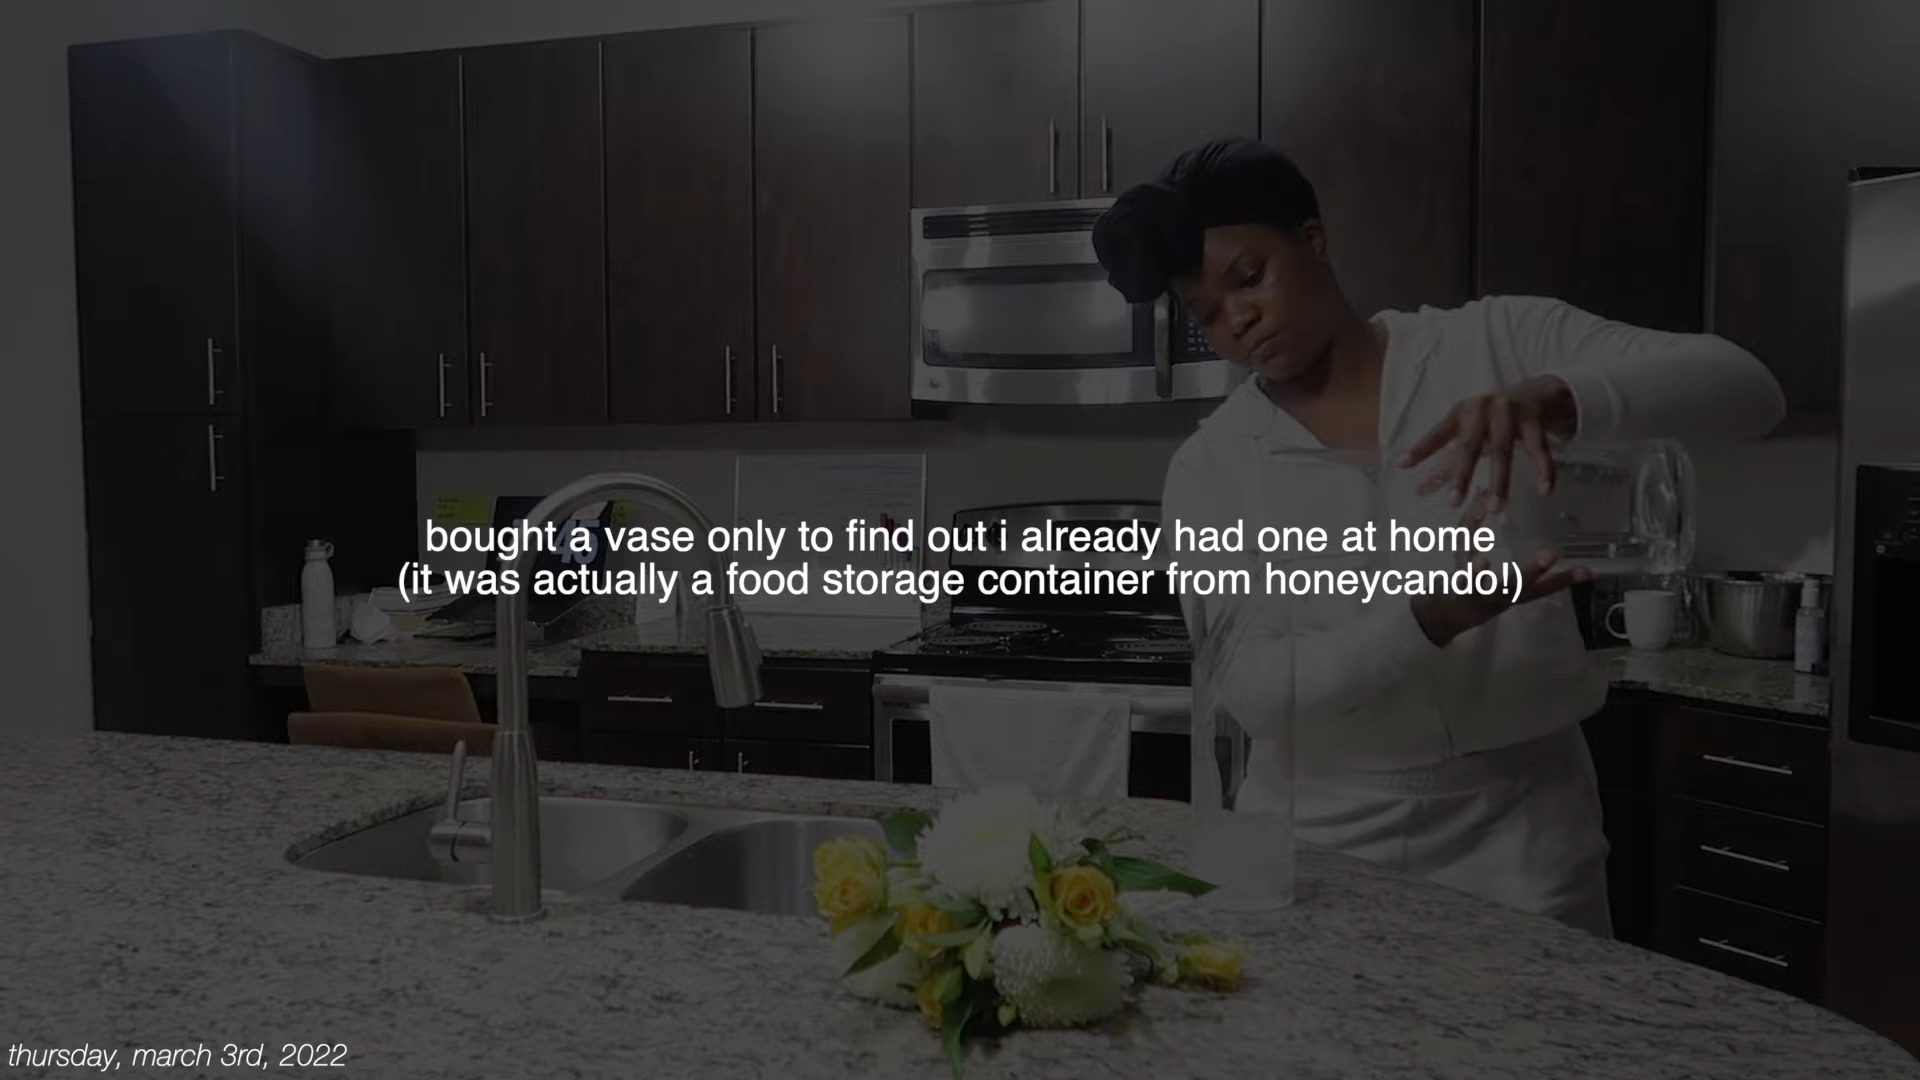 bought a vase only to find out i already had one at home
(it was actually a food storage container from honeycando!)
thursday, march 3rd, 2022